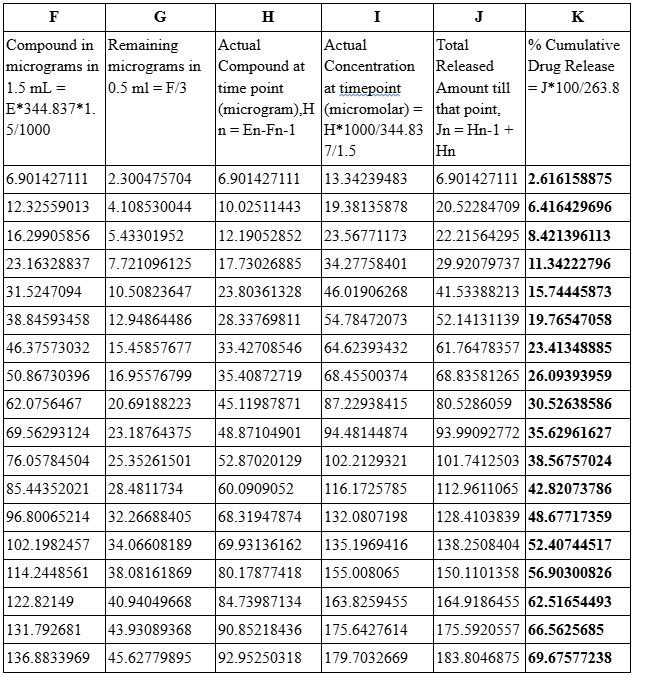 F G H I J K
Compound in Remaining Actual Actual Total % Cumulative
micrograms in micrograms in Compound at Concentration Released Drug Release
1.5 mL = 0.5 ml = F/3 time point at timepoint Amount till = J*100/263.8
E*344.837*1. (microgram),H (micromolar) = that point,
5/1000 n = En-Fn-1 H*1000/344.83 Jn = Hn-1 +
7/1.5 Hn
6.901427111 2.300475704 6.901427111 13.34239483 6.901427111 2.616158875
12.32559013 4.108530044 10.02511443 19.38135878 20.52284709 6.416429696
16.29905856 5.43301952 12.19052852 23.56771173 22.21564295 8.421396113
23.16328837 7.721096125 17.73026885 34.27758401 29.92079737 11.34222796
31.5247094 10.50823647 23.80361328 46.01906268 41.53388213 15.74445873
38.84593458 12.94864486 28.33769811 54.78472073 52.14131139 19.76547058
46.37573032 15.45857677 33.42708546 64.62393432 61.76478357 23.41348885
50.86730396 16.95576799 35.40872719 68.45500374 68.83581265 26.09393959
62.0756467 20.69188223 45.11987871 87.22938415 80.5286059 30.52638586
69.56293124 23.18764375 48.87104901 94.48144874 93.99092772 35.62961627
76.05784504 25.35261501 52.87020129 102.2129321 101.7412503 38.56757024
85.44352021 28.4811734 60.0909052 116.1725785 112.9611065 42.82073786
96.80065214 32.26688405 68.31947874 132.0807198 128.4103839 48.67717359
102.1982457 34.06608189 69.93136162 135.1969416 138.2508404 52.40744517
114.2448561 38.08161869 80.17877418 155.008065 150.1101358 56.90300826
122.82149 40.94049668 84.73987134 163.8259455 164.9186455 62.51654493
131.792681 43.93089368 90.85218436 175.6427614 175.5920557 66.5625685
136.8833969 45.62779895 92.95250318 179.7032669 183.8046875 69.67577238